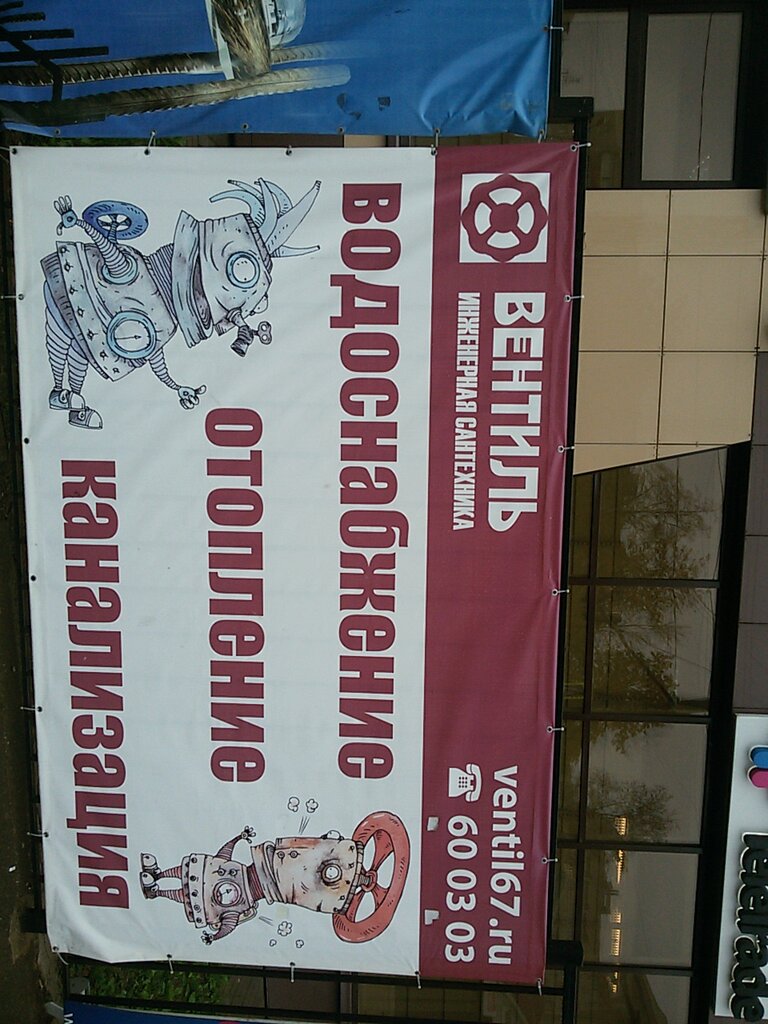 ВЕНТИЛЬ
ИНЖЕНЕРНАЯ САНТЕХНИКА
ventil67.ru
60 03 03
ВОДОСНАБЖЕНИЕ
ОТОПЛЕНИЕ
КАНАЛИЗАЦИЯ